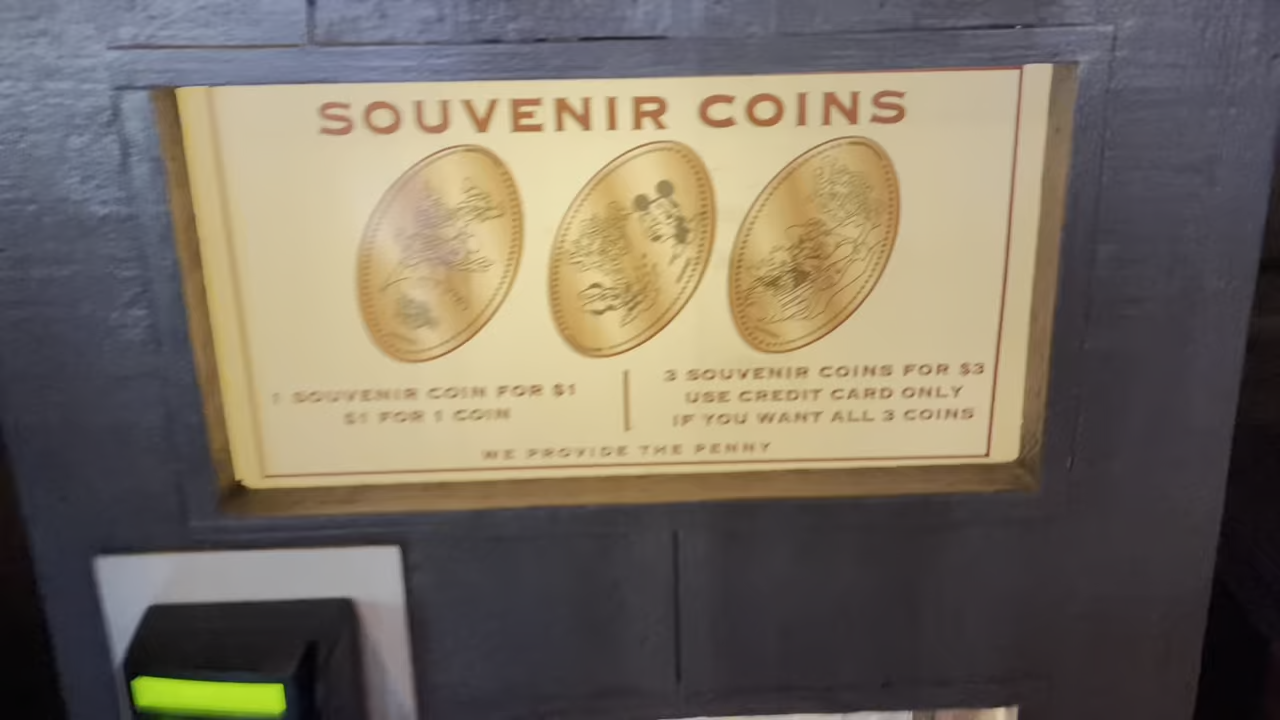 SOUVENIR COINS
1 SOUVENIR COIN FOR $1
$1 FOR 1 COIN
3 SOUVENIR COINS FOR $3
USE CREDIT CARD ONLY
IF YOU WANT ALL 3 COINS
WE PROVIDE THE PENNY